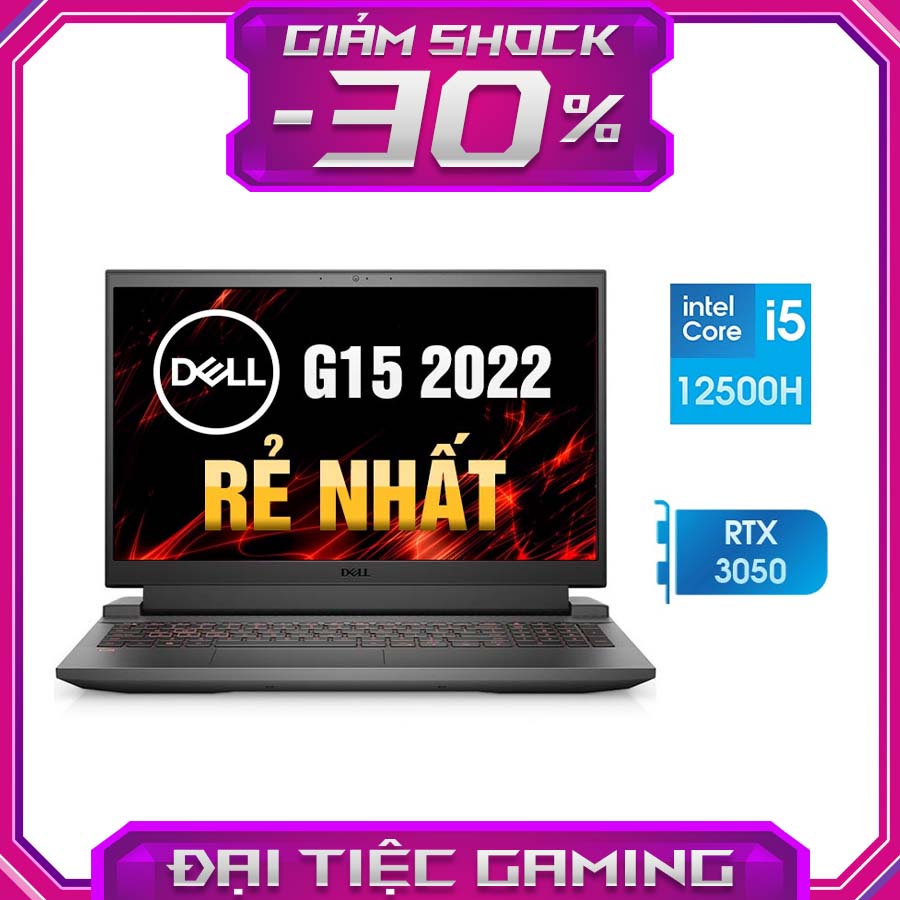 GIẢM SHOCK
-30%
DELL G15 2022
RẺ NHẤT
DELL
intel
Core i5
12500H
RTX
3050
ĐẠI TIỆC GAMING